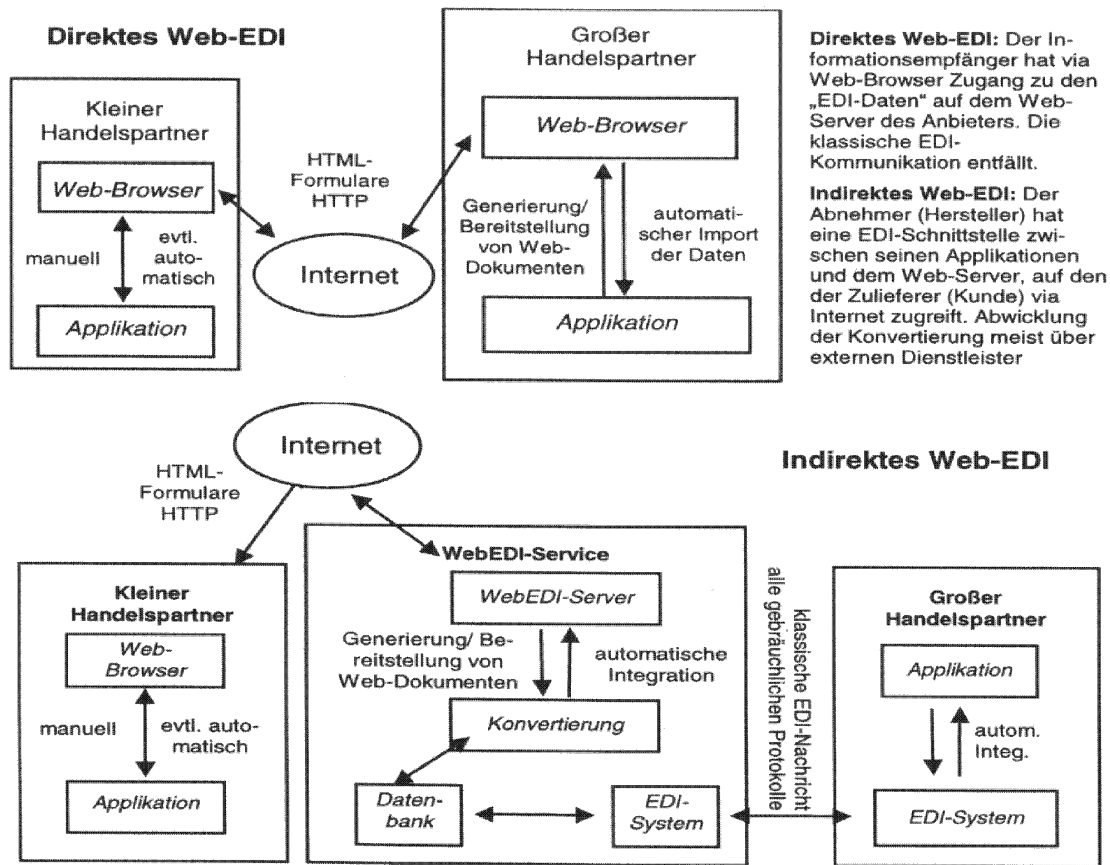 Direktes Web-EDI
Kleiner
Handelspartner
Web-Browser
manuell
evtl.
auto-
matisch
Applikation
HTML-
Formulare
HTTP
Internet
Großer
Handelspartner
Web-Browser
Generierung/
Bereitstellung
von Web-
Dokumenten
automati-
scher Import
der Daten
Applikation
Direktes Web-EDI: Der In-
formationsempfänger hat via
Web-Browser Zugang zu den
„EDI-Daten“ auf dem Web-
Server des Anbieters. Die
klassische EDI-
Kommunikation entfällt.
Indirektes Web-EDI: Der
Abnehmer (Hersteller) hat
eine EDI-Schnittstelle zwi-
schen seinen Applikationen
und dem Web-Server, auf den
der Zulieferer (Kunde) via
Internet zugreift. Abwicklung
der Konvertierung meist über
externen Dienstleister
Internet
Indirektes Web-EDI
HTML-
Formulare
HTTP
Kleiner
Handelspartner
Web-
Browser
manuell
evtl. auto-
matisch
Applikation
WebEDI-Service
WebEDI-Server
Generierung/ Be-
reitstellung von
Web-Dokumenten
automatische
Integration
Konvertierung
Daten-
bank
EDI-
System
klassische EDI-Nachricht
alle gebräuchlichen Protokolle
Großer
Handelspartner
Applikation
autom.
Integ.
EDI-System